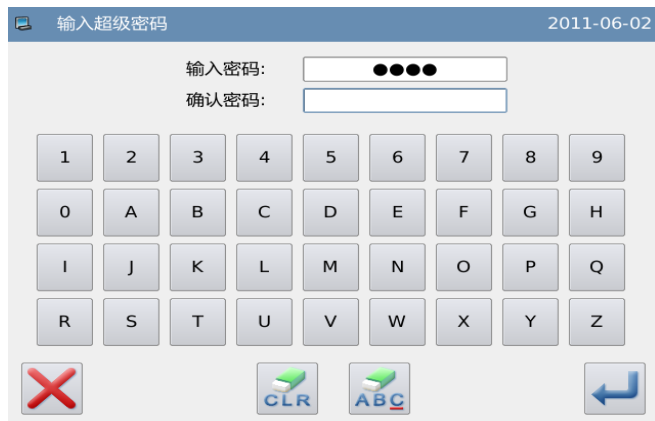 输入超级密码 2011-06-02
输入密码: ●●●●
确认密码:
1 2 3 4 5 6 7 8 9
0 A B C D E F G H
I J K L M N O P Q
R S T U V W X Y Z
CLR ABC